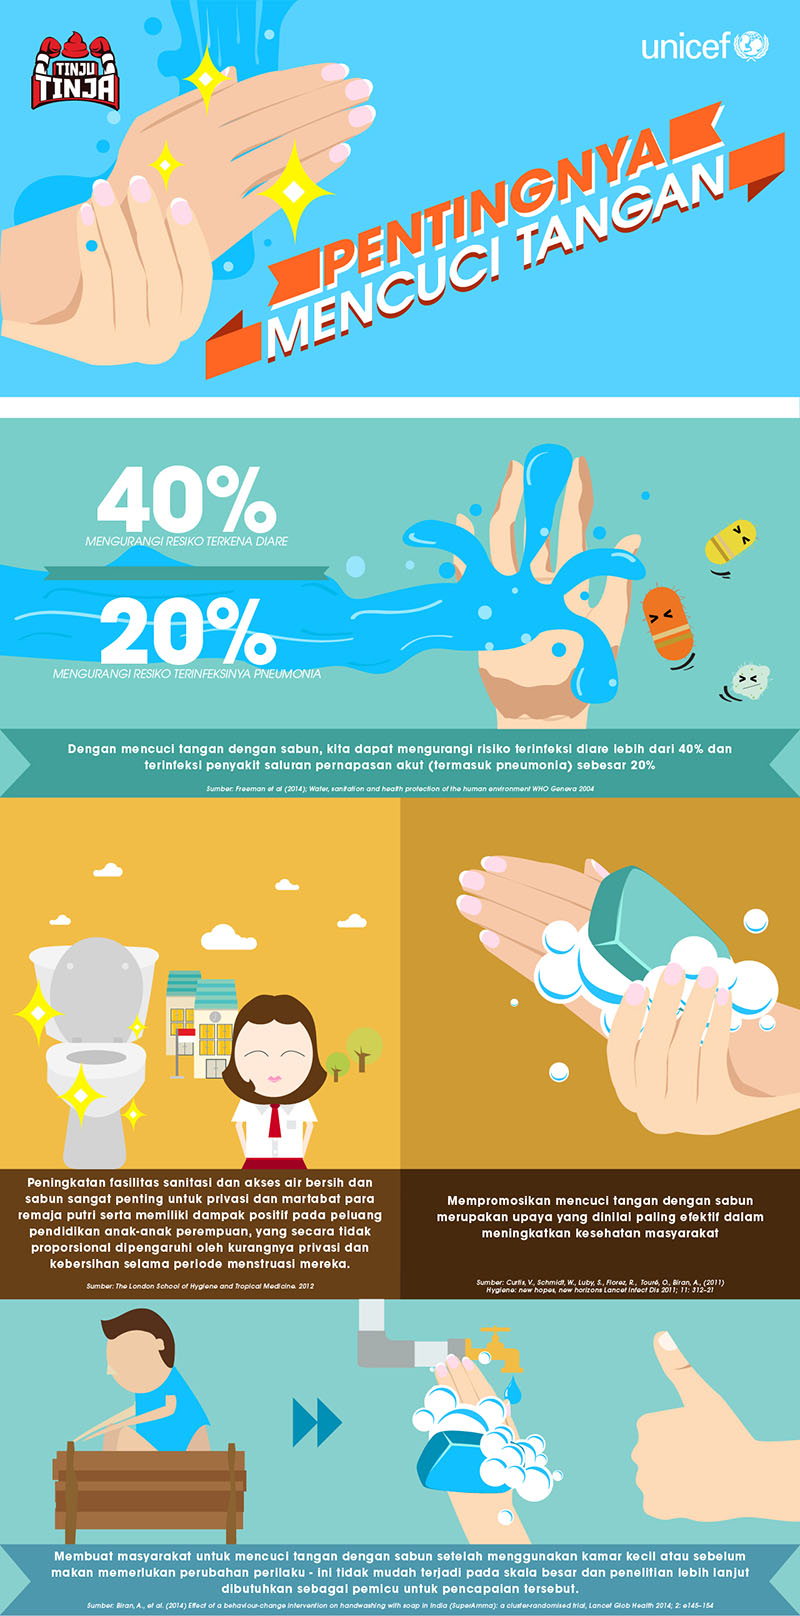 TINJU
TINJA
unicef
PENTINGNYA
MENCUCI TANGAN
40%
MENGURANGI RESIKO TERKENA DIARE
20%
MENGURANGI RESIKO TERINFEKSINYA PNEUMONIA
Dengan mencuci tangan dengan sabun, kita dapat mengurangi risiko terinfeksi diare lebih dari 40% dan
terinfeksi penyakit saluran pernapasan akut (termasuk pneumonia) sebesar 20%
Sumber: Freeman et al (2014); Water, sanitation and health protection of the human environment WHO Geneva 2004
Peningkatan fasilitas sanitasi dan akses air bersih dan
sabun sangat penting untuk privasi dan martabat para
remaja putri serta memiliki dampak positif pada peluang
pendidikan anak-anak perempuan, yang secara tidak
proporsional dipengaruhi oleh kurangnya privasi dan
kebersihan selama periode menstruasi mereka.
Sumber: The London School of Hygiene and Tropical Medicine. 2012
Mempromosikan mencuci tangan dengan sabun
merupakan upaya yang dinilai paling efektif dalam
meningkatkan kesehatan masyarakat
Sumber: Curtis, V., Schmidt, W., Luby, S., Florez, R., Touré, O., Biran, A., (2011)
Hygiene: new hopes, new horizons Lancet Infect Dis 2011; 11: 312-21
Membuat masyarakat untuk mencuci tangan dengan sabun setelah menggunakan kamar kecil atau sebelum
makan memerlukan perubahan perilaku - ini tidak mudah terjadi pada skala besar dan penelitian lebih lanjut
dibutuhkan sebagai pemicu untuk pencapaian tersebut.
Sumber: Biran, A., et al. (2014) Effect of a behaviour-change intervention on handwashing with soap in India (SuperAmma): a cluster-randomised trial, Lancet Glob Health 2014; 2: e145-154